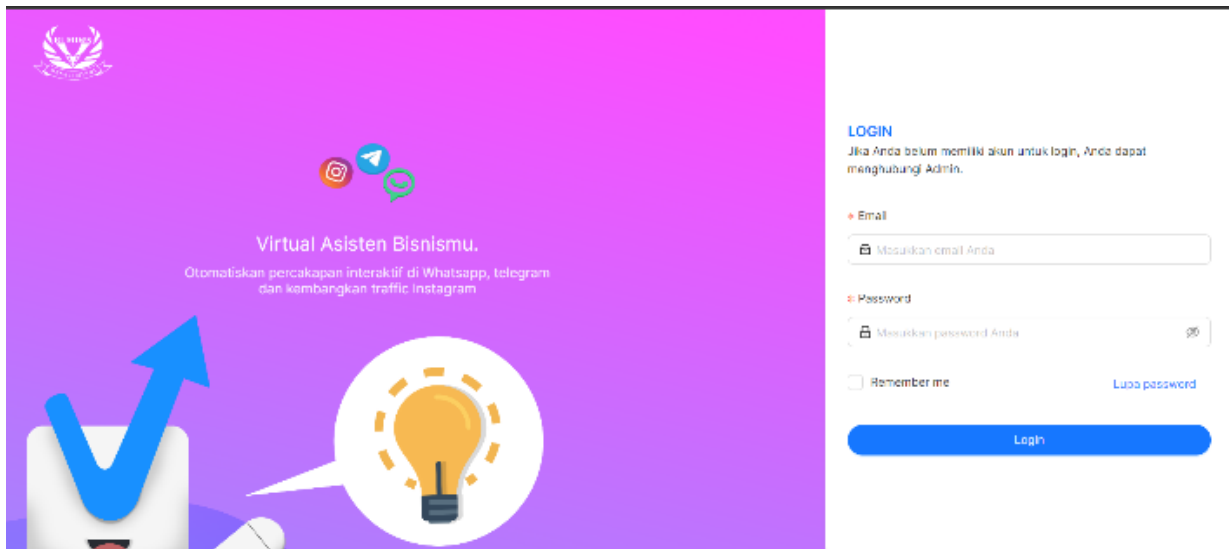 Virtual Asisten Bisnismu.
Otomatiskan percakapan interaktif di Whatsapp, telegram
dan kembangkan traffic Instagram
LOGIN
Jika Anda belum memiliki akun untuk login, Anda dapat
menghubungi Admin.
* Email
Masukkan email Anda
* Password
Masukkan password Anda
Remember me
Lupa password
Login